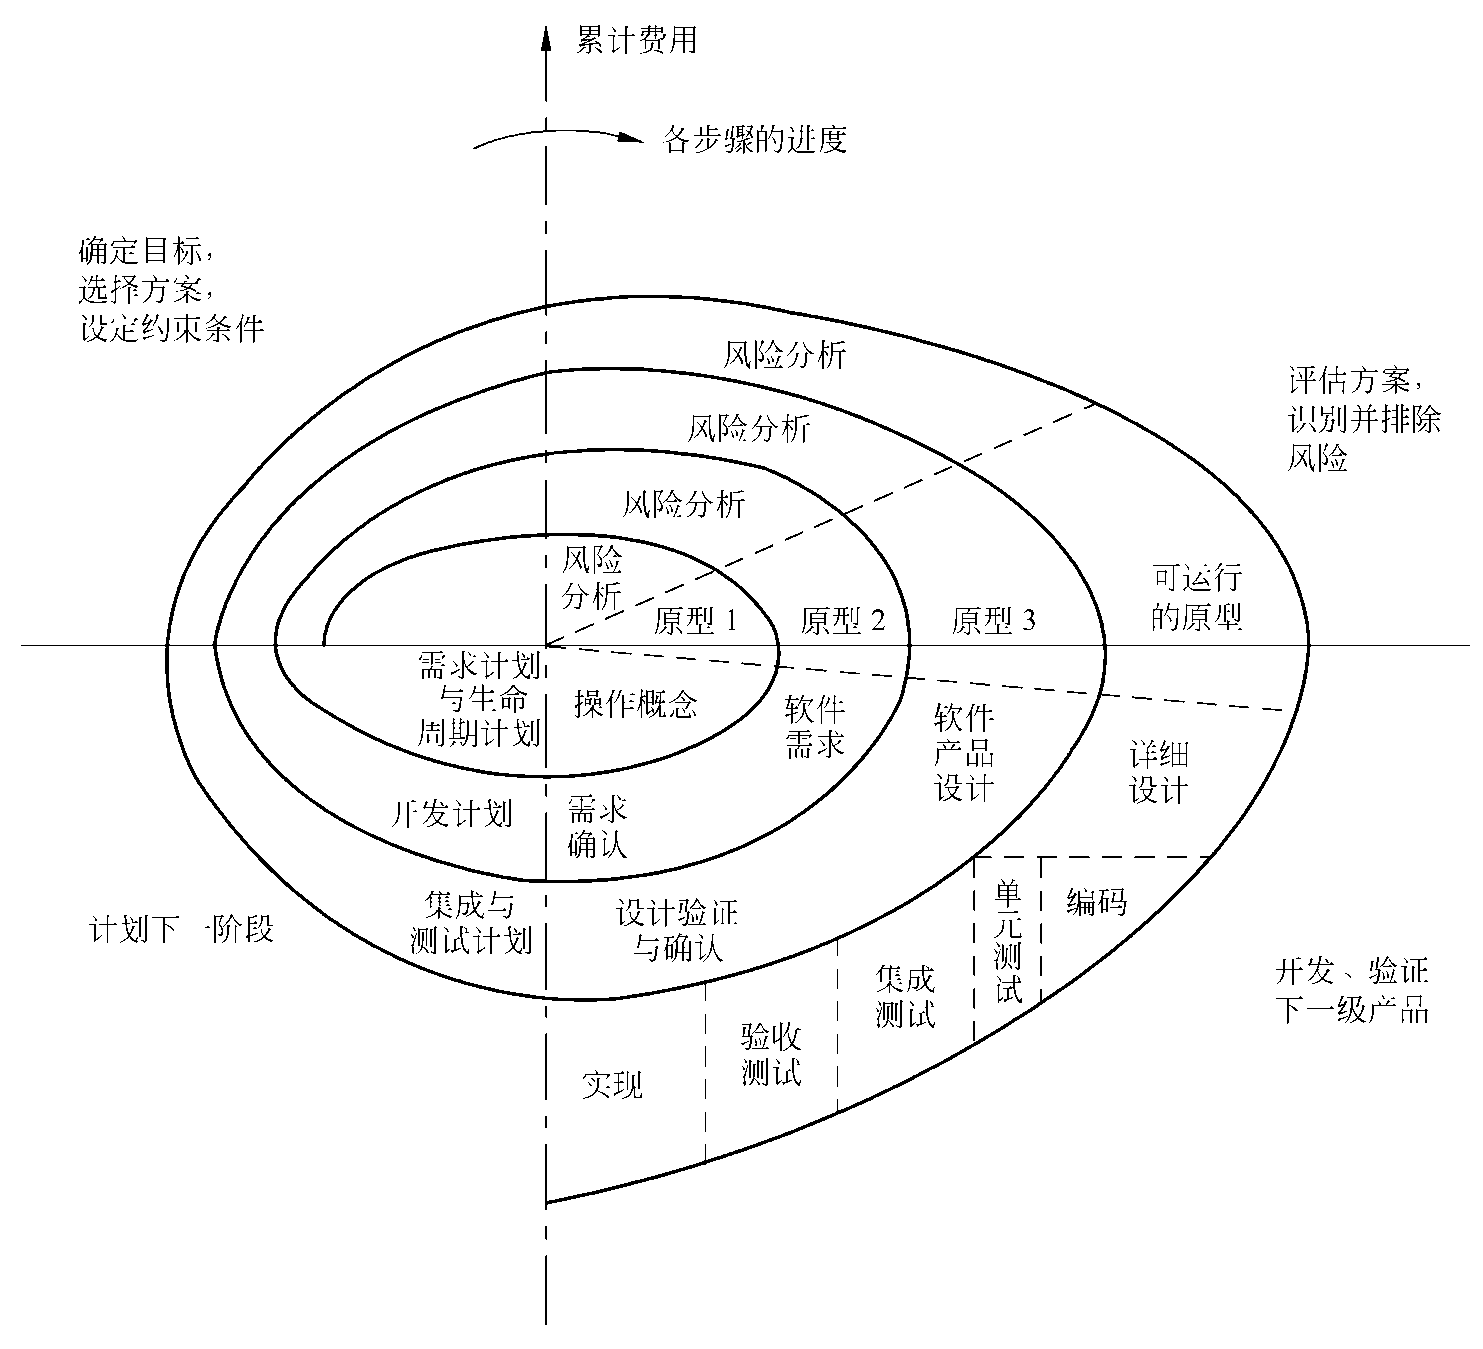 累计费用
各步骤的进度
确定目标，
选择方案，
设定约束条件
风险分析
评估方案，
识别并排除
风险
风险分析
风险分析
风险
分析
可运行
的原型
原型 1
原型 2
原型 3
需求计划
与生命
周期计划
操作概念
软件
需求
软件
产品
设计
详细
设计
开发计划
需求
确认
集成与
测试计划
设计验证
与确认
单
元
测
试
编码
计划下一阶段
集成
测试
开发、验证
下一级产品
验收
测试
实现